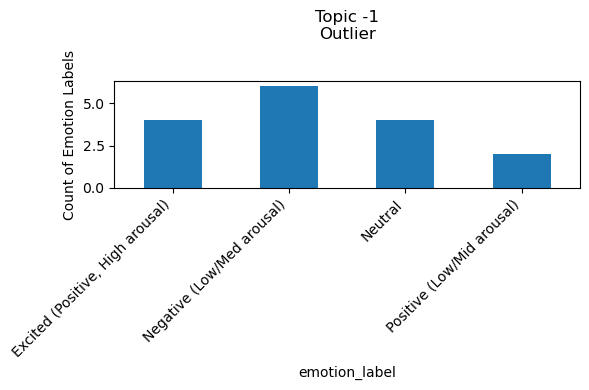 Topic -1
Outlier
Count of Emotion Labels
5.0
2.5
0.0
Excited (Positive, High arousal)
Negative (Low/Med arousal)
Neutral
Positive (Low/Mid arousal)
emotion_label